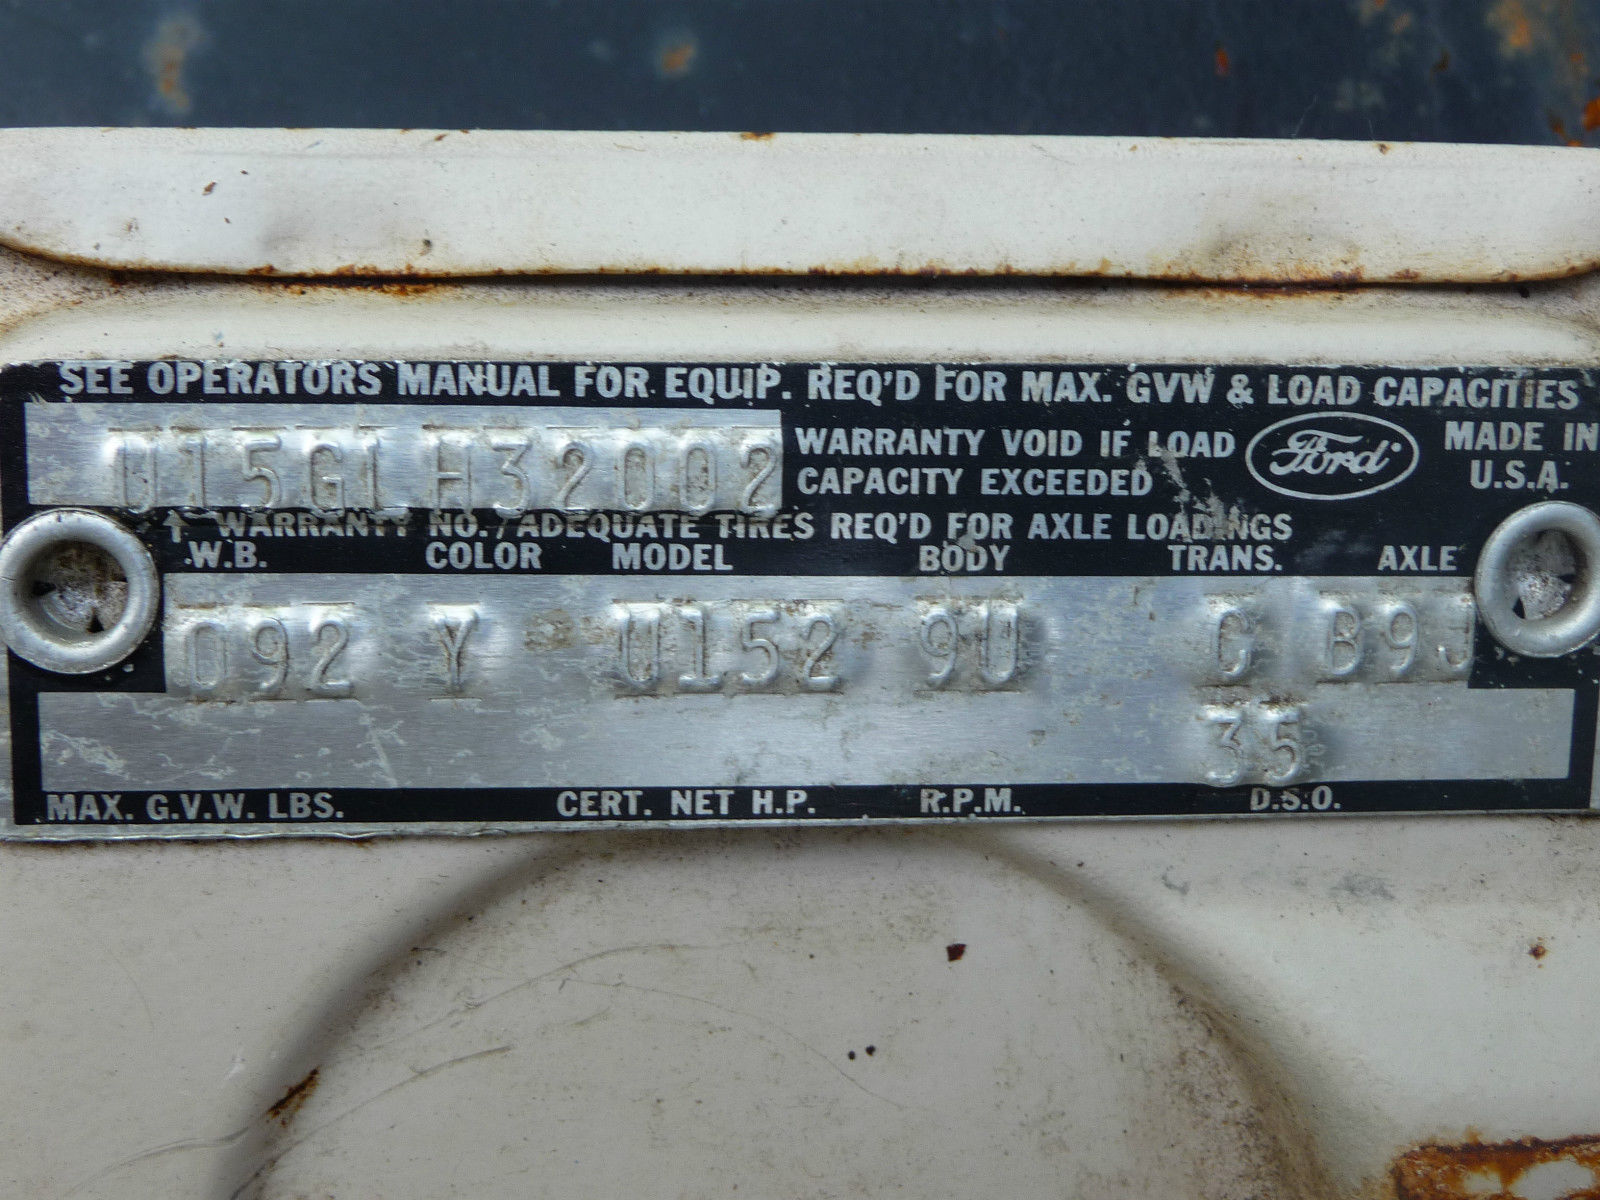 SEE OPERATORS MANUAL FOR EQUIP. REQ'D FOR MAX. GVW & LOAD CAPACITIES
U15GLH32002
WARRANTY VOID IF LOAD
CAPACITY EXCEEDED
Ford
MADE IN
U.S.A.
↑ WARRANTY NO./ADEQUATE TIRES REQ'D FOR AXLE LOADINGS
W.B. COLOR MODEL BODY TRANS. AXLE
092 Y U152 9U G B9J
35
MAX. G.V.W. LBS. CERT. NET H.P. R.P.M. D.S.O.